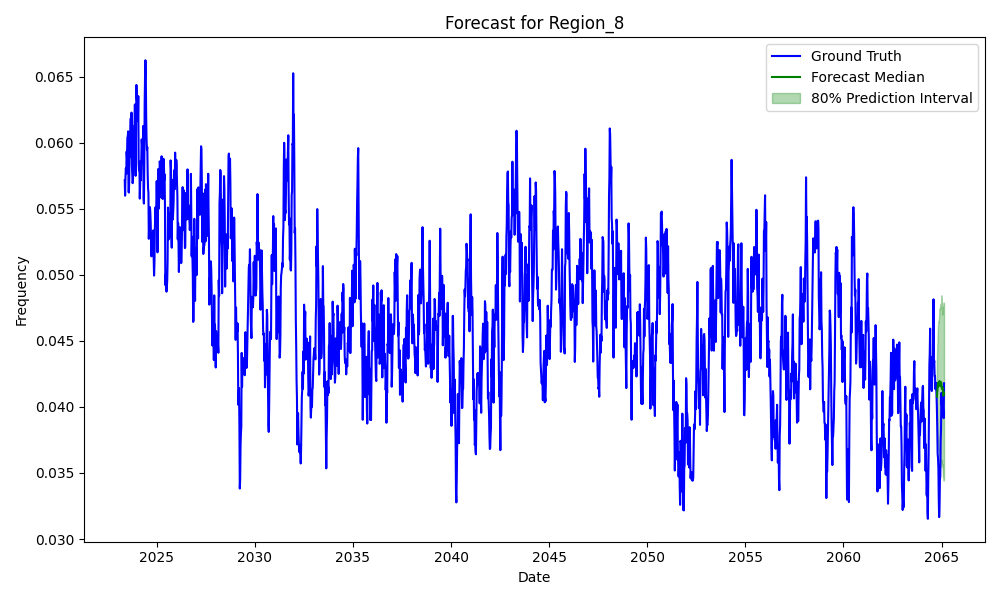 Forecast for Region_8
Ground Truth
Forecast Median
80% Prediction Interval
Frequency
0.065
0.060
0.055
0.050
0.045
0.040
0.035
0.030
2025
2030
2035
2040
2045
2050
2055
2060
2065
Date